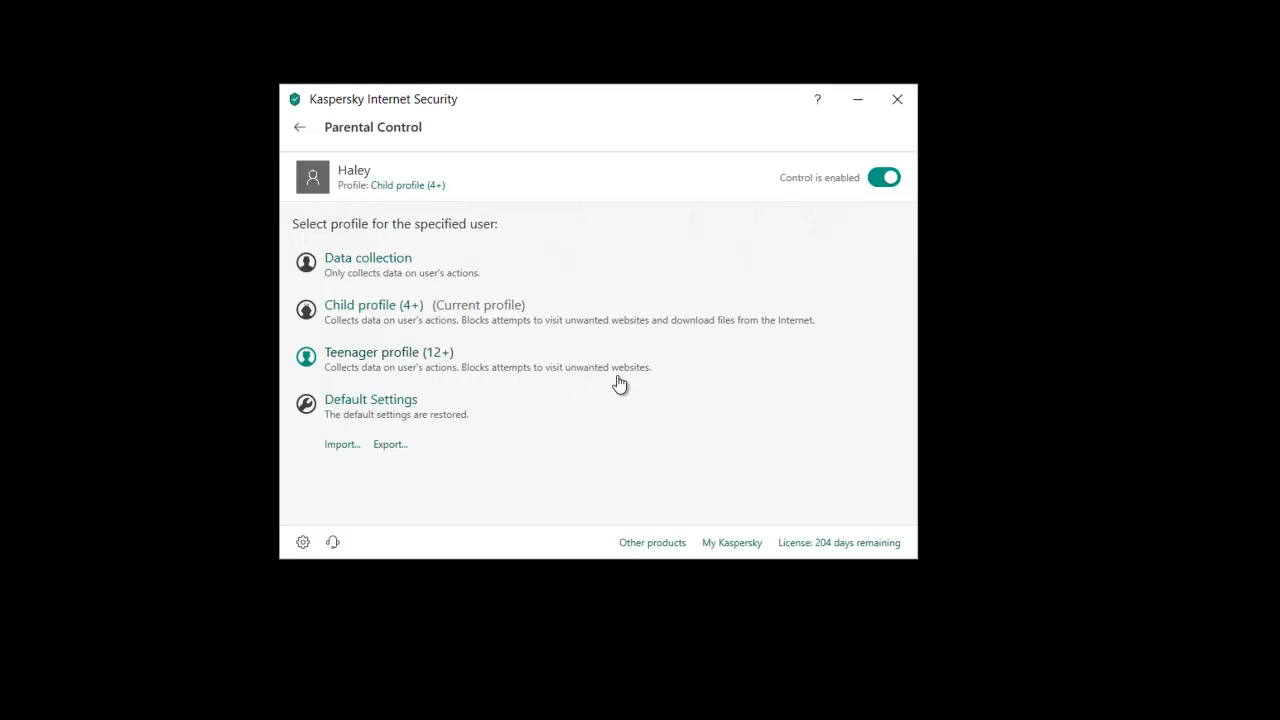 Kaspersky Internet Security
?
Parental Control
Haley
Profile: Child profile (4+)
Control is enabled
Select profile for the specified user:
Data collection
Only collects data on user's actions.
Child profile (4+) (Current profile)
Collects data on user's actions. Blocks attempts to visit unwanted websites and download files from the Internet.
Teenager profile (12+)
Collects data on user's actions. Blocks attempts to visit unwanted websites.
Default Settings
The default settings are restored.
Import... Export...
Other products My Kaspersky License: 204 days remaining